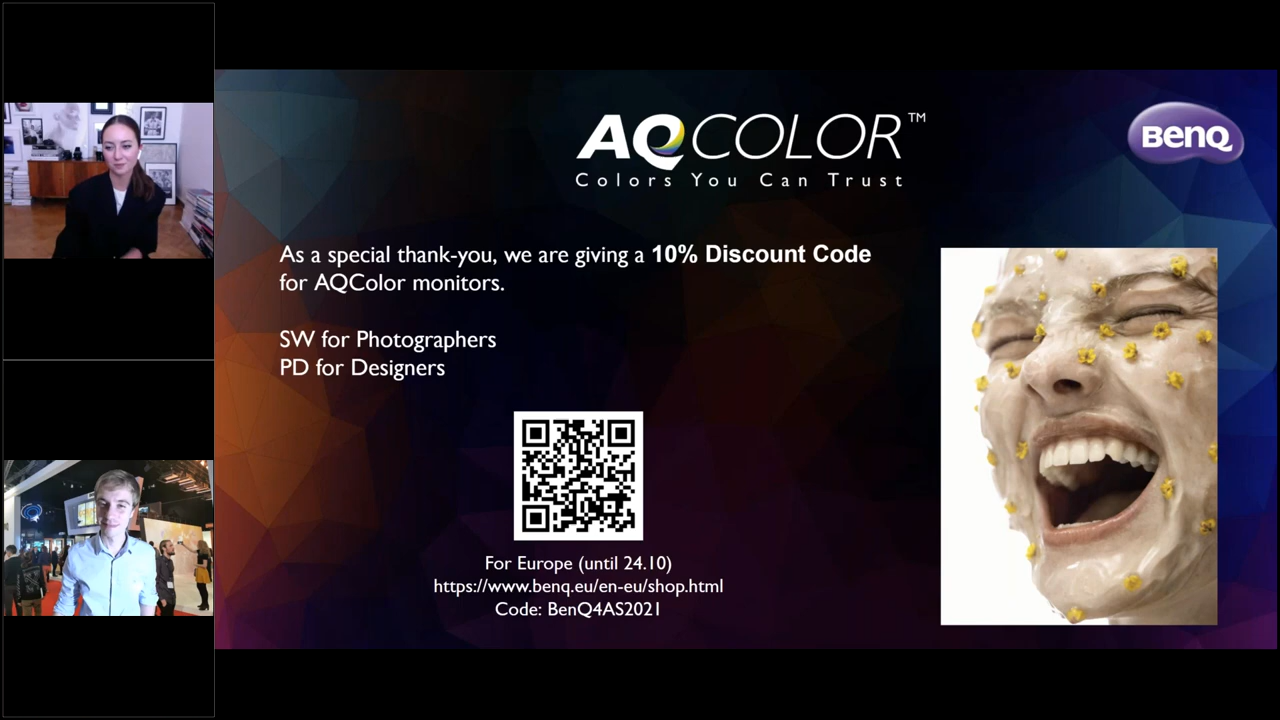 AQCOLOR™
Colors You Can Trust
BenQ
As a special thank-you, we are giving a 10% Discount Code
for AQColor monitors.
SW for Photographers
PD for Designers
For Europe (until 24.10)
https://www.benq.eu/en-eu/shop.html
Code: BenQ4AS2021